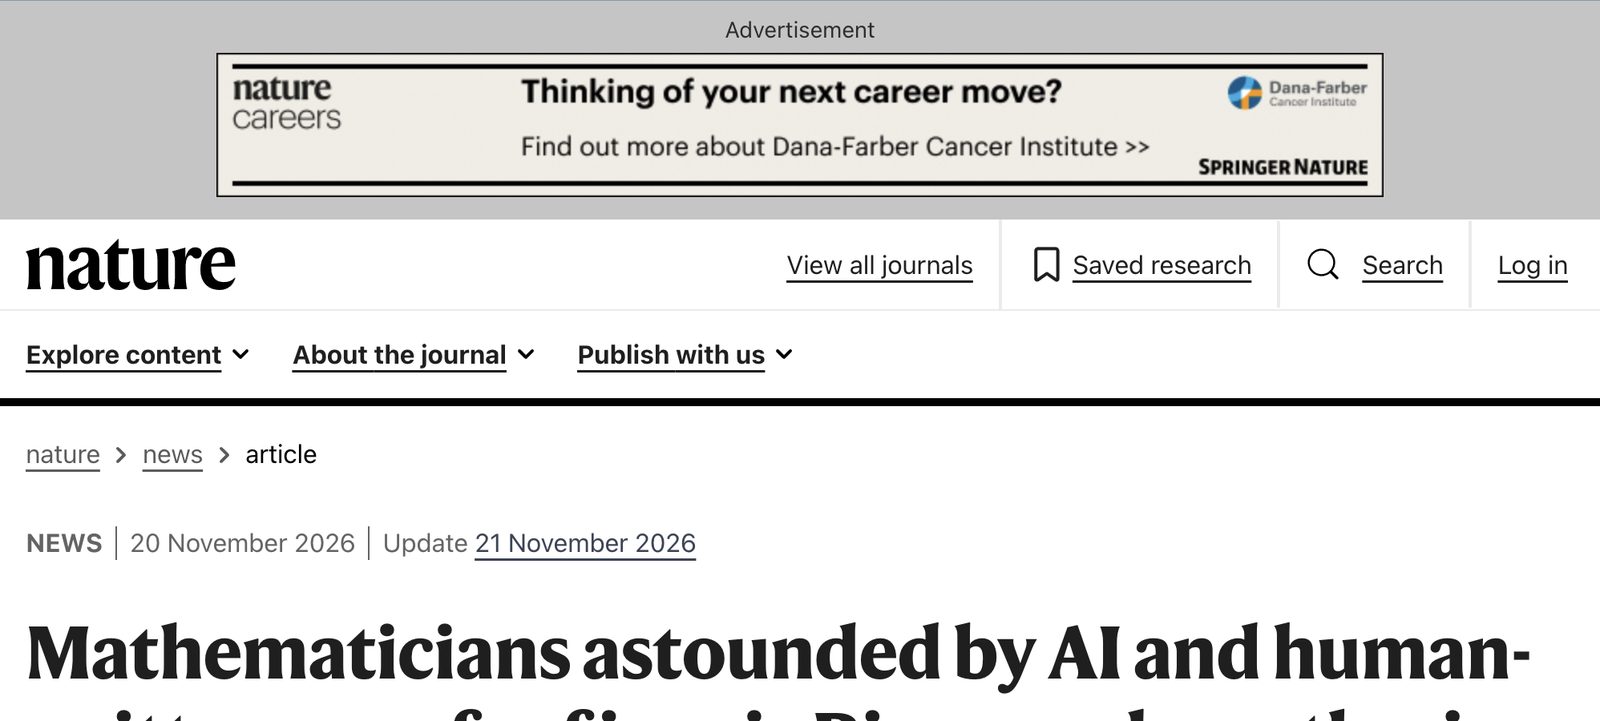 Advertisement
nature
careers
Thinking of your next career move?
Find out more about Dana-Farber Cancer Institute >>
Dana-Farber
Cancer Institute
SPRINGER NATURE
nature
View all journals
Saved research
Search
Log in
Explore content
About the journal
Publish with us
nature > news > article
NEWS | 20 November 2026 | Update 21 November 2026
Mathematicians astounded by AI and human-